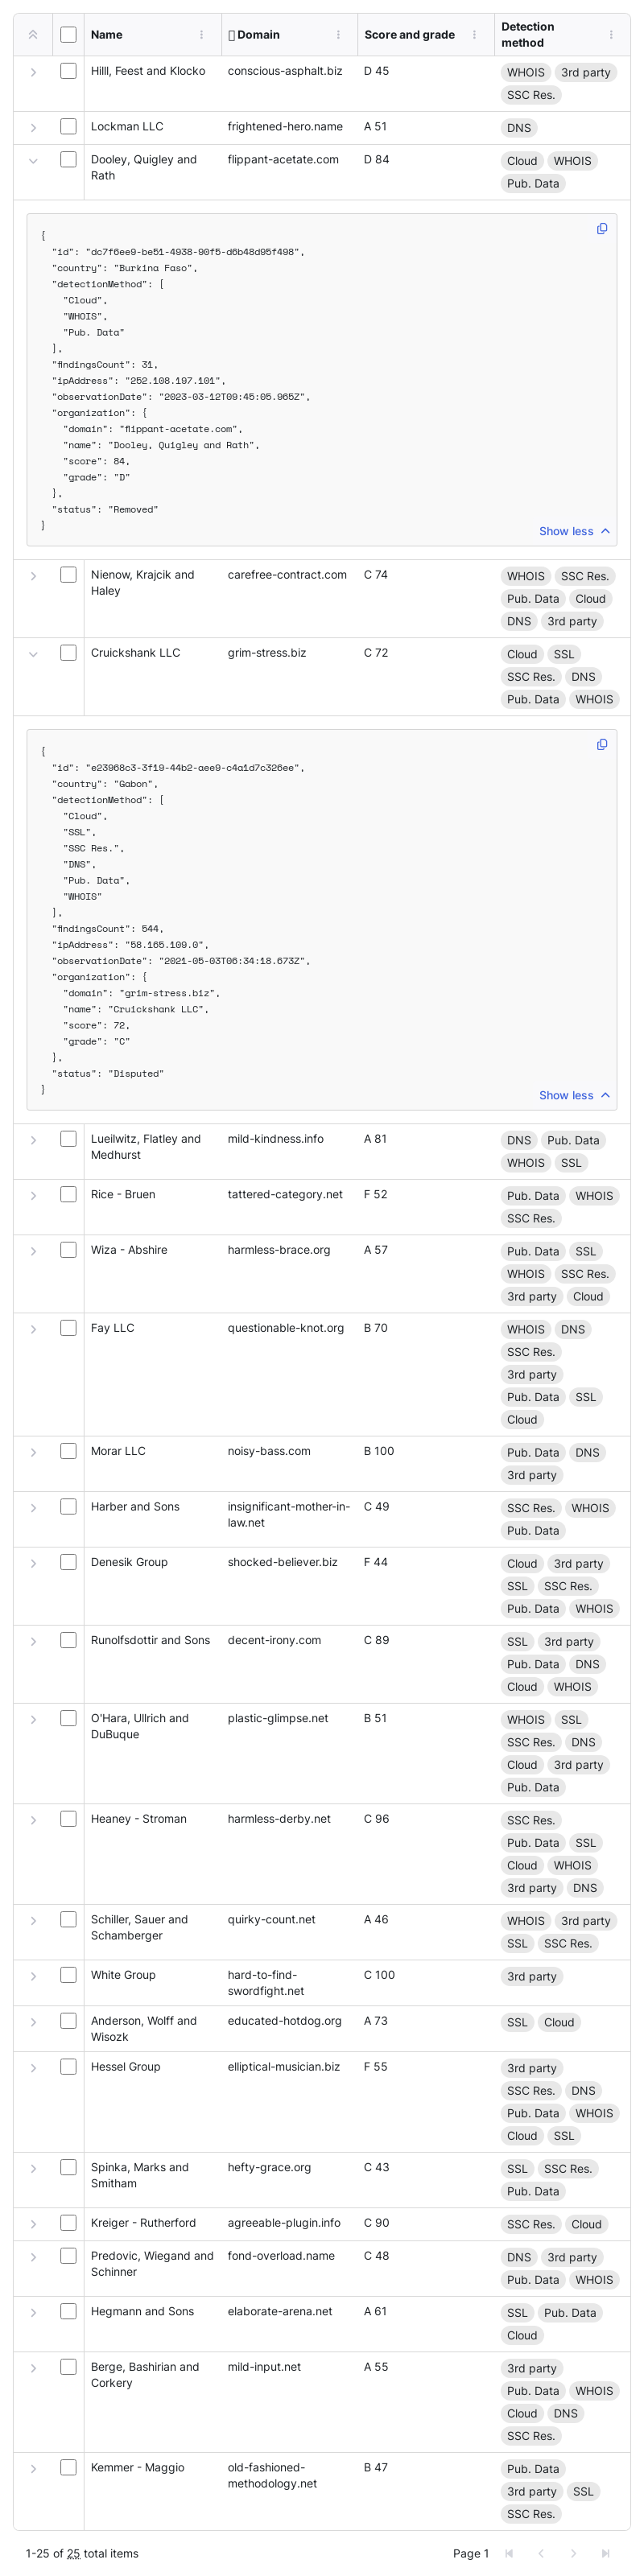 Name
Domain
Score and grade
Detection
method
Hilll, Feest and Klocko
conscious-asphalt.biz
D 45
WHOIS 3rd party
SSC Res.
Lockman LLC
frightened-hero.name
A 51
DNS
Dooley, Quigley and
Rath
flippant-acetate.com
D 84
Cloud WHOIS
Pub. Data
{
"id": "dc7f6ee9-be51-4938-90f5-d6b48d95f498",
"country": "Burkina Faso",
"detectionMethod": [
"Cloud",
"WHOIS",
"Pub. Data"
],
"findingsCount": 31,
"ipAddress": "252.108.197.101",
"observationDate": "2023-03-12T09:45:05.965Z",
"organization": {
"domain": "flippant-acetate.com",
"name": "Dooley, Quigley and Rath",
"score": 84,
"grade": "D"
},
"status": "Removed"
}
Show less
Nienow, Krajcik and
Haley
carefree-contract.com
C 74
WHOIS SSC Res.
Pub. Data Cloud
DNS 3rd party
Cruickshank LLC
grim-stress.biz
C 72
Cloud SSL
SSC Res. DNS
Pub. Data WHOIS
{
"id": "e23968c3-3f19-44b2-aee9-c4a1d7c326ee",
"country": "Gabon",
"detectionMethod": [
"Cloud",
"SSL",
"SSC Res.",
"DNS",
"Pub. Data",
"WHOIS"
],
"findingsCount": 544,
"ipAddress": "58.165.109.0",
"observationDate": "2021-05-03T06:34:18.673Z",
"organization": {
"domain": "grim-stress.biz",
"name": "Cruickshank LLC",
"score": 72,
"grade": "C"
},
"status": "Disputed"
}
Show less
Lueilwitz, Flatley and
Medhurst
mild-kindness.info
A 81
DNS Pub. Data
WHOIS SSL
Rice - Bruen
tattered-category.net
F 52
Pub. Data WHOIS
SSC Res.
Wiza - Abshire
harmless-brace.org
A 57
Pub. Data SSL
WHOIS SSC Res.
3rd party Cloud
Fay LLC
questionable-knot.org
B 70
WHOIS DNS
SSC Res.
3rd party
Pub. Data SSL
Cloud
Morar LLC
noisy-bass.com
B 100
Pub. Data DNS
3rd party
Harber and Sons
insignificant-mother-in-
law.net
C 49
SSC Res. WHOIS
Pub. Data
Denesik Group
shocked-believer.biz
F 44
Cloud 3rd party
SSL SSC Res.
Pub. Data WHOIS
Runolfsdottir and Sons
decent-irony.com
C 89
SSL 3rd party
Pub. Data DNS
Cloud WHOIS
O'Hara, Ullrich and
DuBuque
plastic-glimpse.net
B 51
WHOIS SSL
SSC Res. DNS
Cloud 3rd party
Pub. Data
Heaney - Stroman
harmless-derby.net
C 96
SSC Res.
Pub. Data SSL
Cloud WHOIS
3rd party DNS
Schiller, Sauer and
Schamberger
quirky-count.net
A 46
WHOIS 3rd party
SSL SSC Res.
White Group
hard-to-find-
swordfight.net
C 100
3rd party
Anderson, Wolff and
Wisozk
educated-hotdog.org
A 73
SSL Cloud
Hessel Group
elliptical-musician.biz
F 55
3rd party
SSC Res. DNS
Pub. Data WHOIS
Cloud SSL
Spinka, Marks and
Smitham
hefty-grace.org
C 43
SSL SSC Res.
Pub. Data
Kreiger - Rutherford
agreeable-plugin.info
C 90
SSC Res. Cloud
Predovic, Wiegand and
Schinner
fond-overload.name
C 48
DNS 3rd party
Pub. Data WHOIS
Hegmann and Sons
elaborate-arena.net
A 61
SSL Pub. Data
Cloud
Berge, Bashirian and
Corkery
mild-input.net
A 55
3rd party
Pub. Data WHOIS
Cloud DNS
SSC Res.
Kemmer - Maggio
old-fashioned-
methodology.net
B 47
Pub. Data
3rd party SSL
SSC Res.
1-25 of 25 total items
Page 1